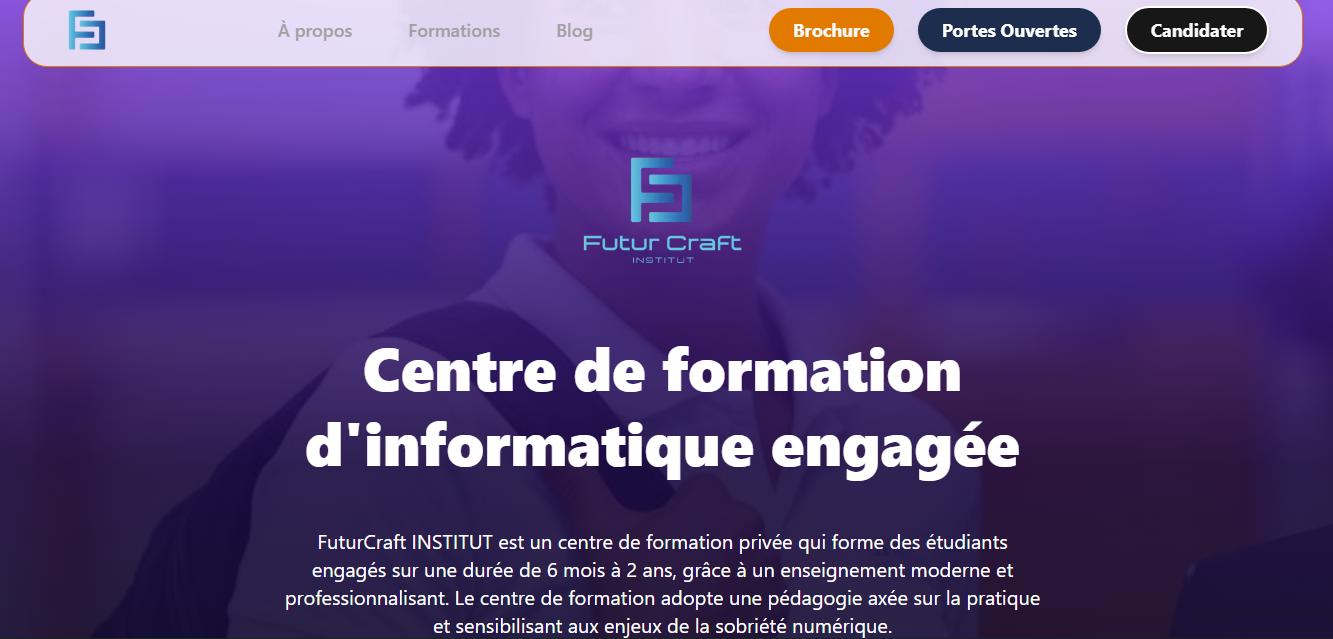 À propos
Formations
Blog
Brochure
Portes Ouvertes
Candidater
Futur Craft
INSTITUT
Centre de formation
d'informatique engagée
FuturCraft INSTITUT est un centre de formation privée qui forme des étudiants
engagés sur une durée de 6 mois à 2 ans, grâce à un enseignement moderne et
professionnalisant. Le centre de formation adopte une pédagogie axée sur la pratique
et sensibilisant aux enjeux de la sobriété numérique.